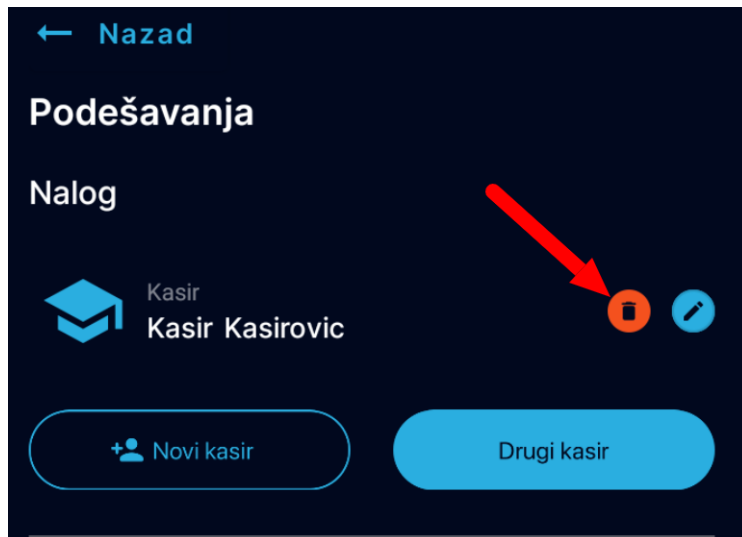 Nazad
Podešavanja
Nalog
Kasir
Kasir Kasirovic
Novi kasir
Drugi kasir